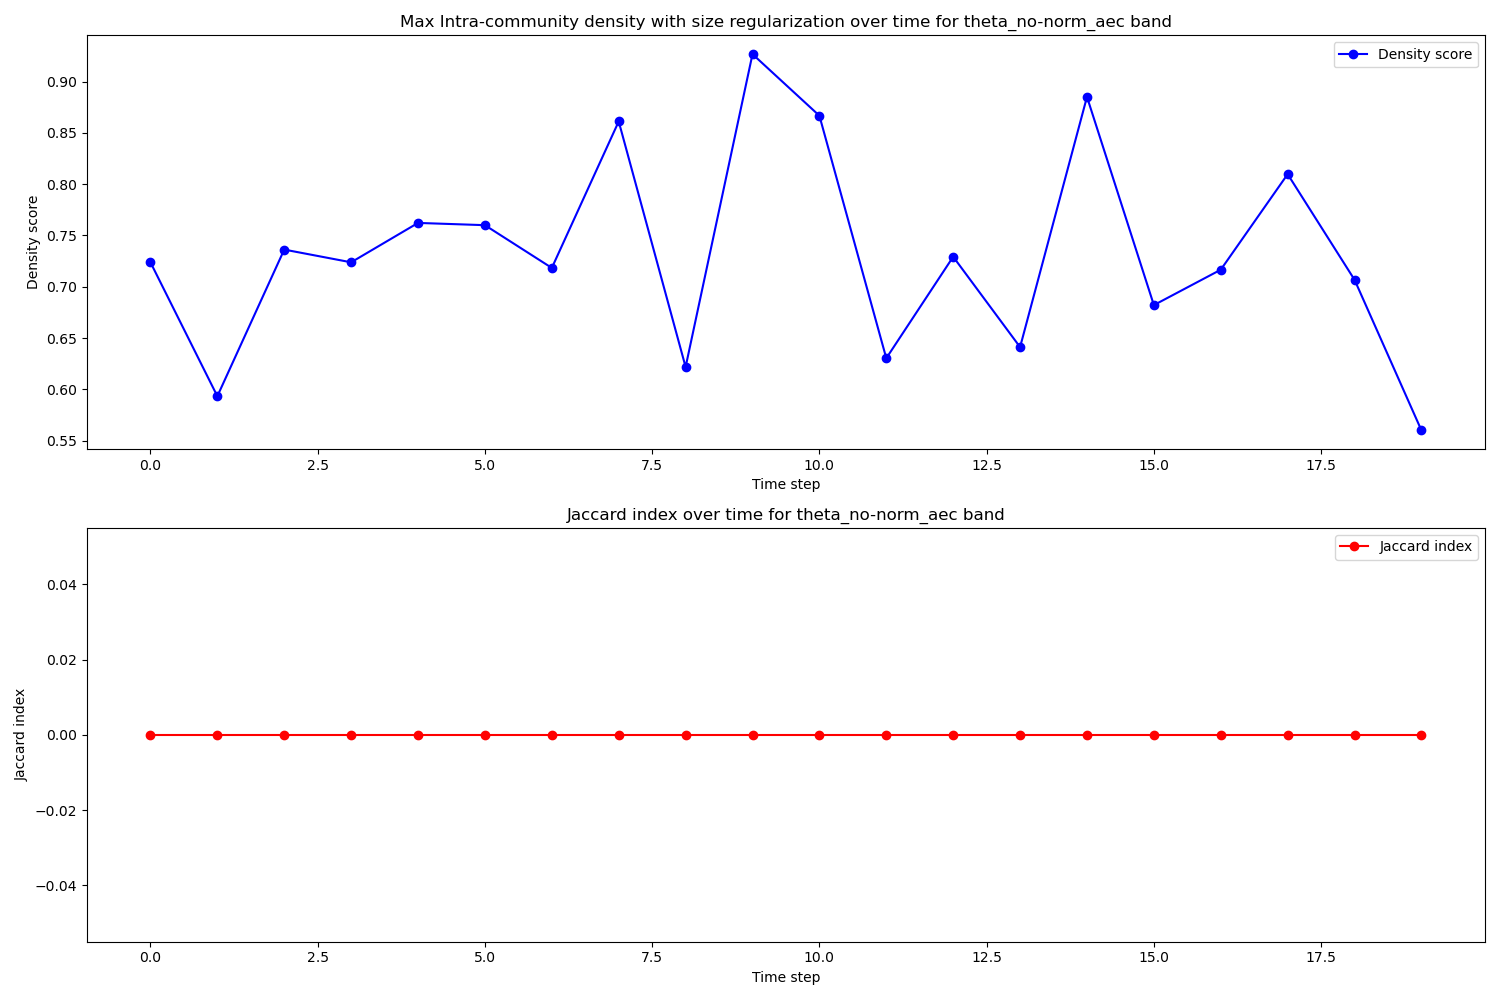 Max Intra-community density with size regularization over time for theta_no-norm_aec band
Density score
0.90
0.85
0.80
0.75
0.70
0.65
0.60
0.55
Density score
0.0 2.5 5.0 7.5 10.0 12.5 15.0 17.5
Time step
Jaccard index over time for theta_no-norm_aec band
Jaccard index
0.04
0.02
0.00
−0.02
−0.04
Jaccard index
0.0 2.5 5.0 7.5 10.0 12.5 15.0 17.5
Time step